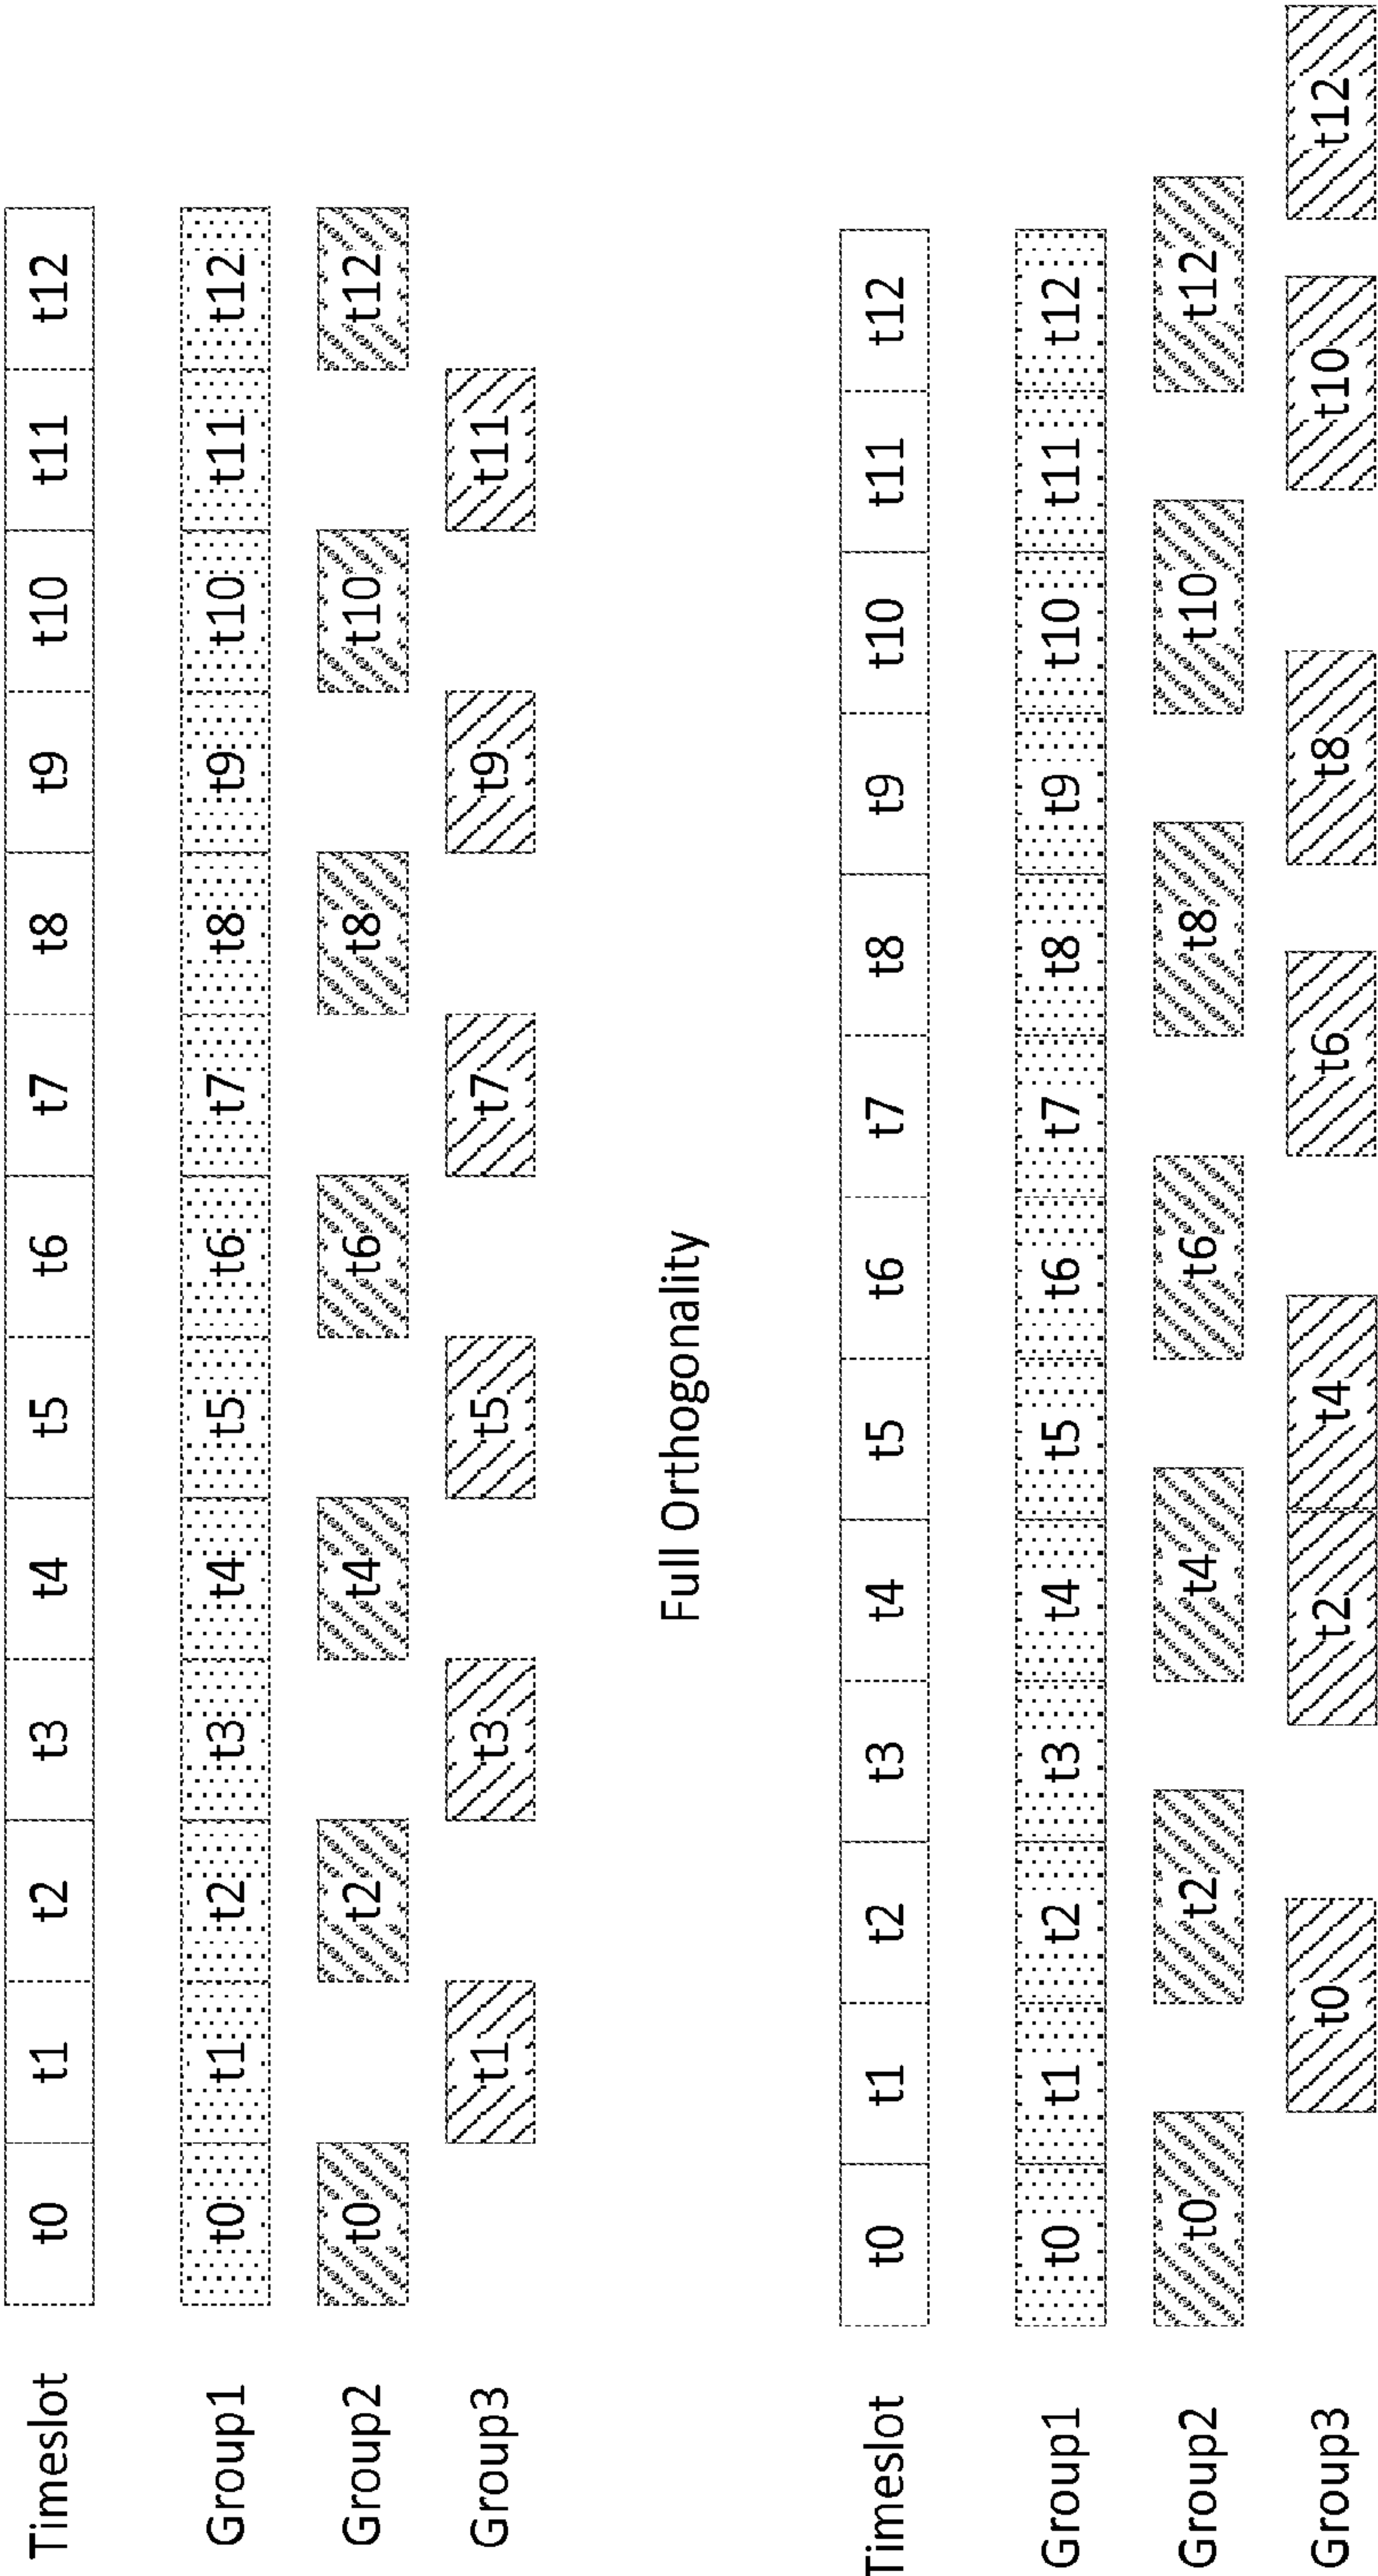 Timeslot t0 t1 t2 t3 t4 t5 t6 t7 t8 t9 t10 t11 t12
Group1 t0 t1 t2 t3 t4 t5 t6 t7 t8 t9 t10 t11 t12
Group2 t0 t2 t4 t6 t8 t10 t12
Group3 t1 t3 t5 t7 t9 t11
Full Orthogonality
Timeslot t0 t1 t2 t3 t4 t5 t6 t7 t8 t9 t10 t11 t12
Group1 t0 t1 t2 t3 t4 t5 t6 t7 t8 t9 t10 t11 t12
Group2 t0 t2 t4 t6 t8 t10 t12
Group3 t0 t2 t4 t6 t8 t10 t12